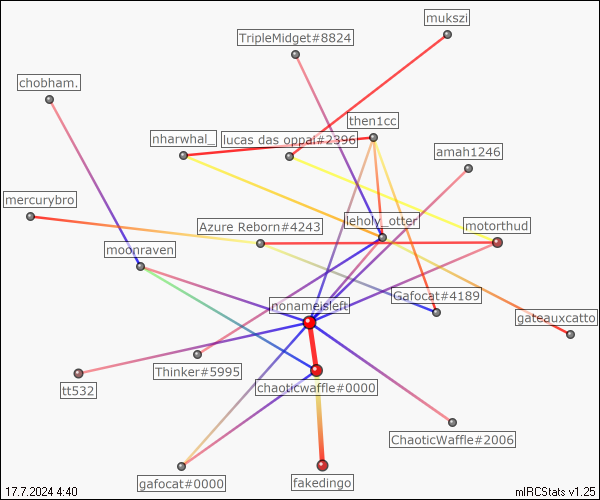 mukszi
TripleMidget#8824
chobham.
then1cc
nharwhal_
lucas das oppal#2396
amah1246
mercurybro
leholy_otter
Azure Reborn#4243
motorthud
moonraven
Gafocat#4189
nonameisleft
gateauxcatto
Thinker#5995
chaoticwaffle#0000
tt532
ChaoticWaffle#2006
gafocat#0000
fakedingo
17.7.2024 4:40
mIRCStats v1.25